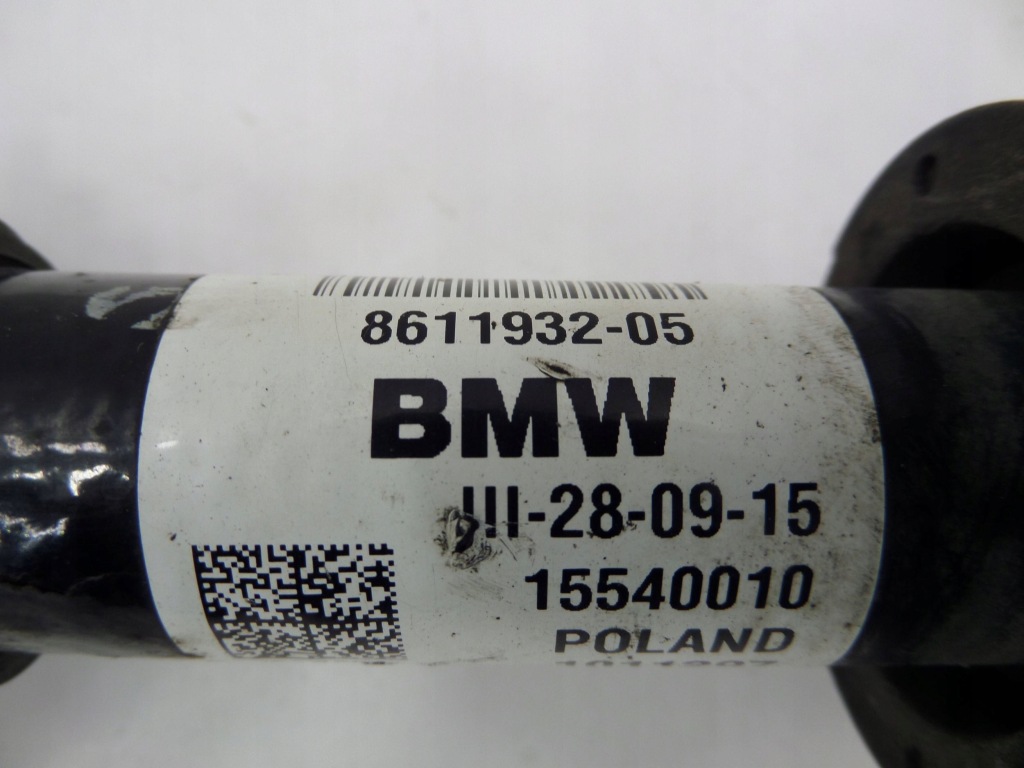 8611932-05
BMW
III-28-09-15
15540010
POLAND